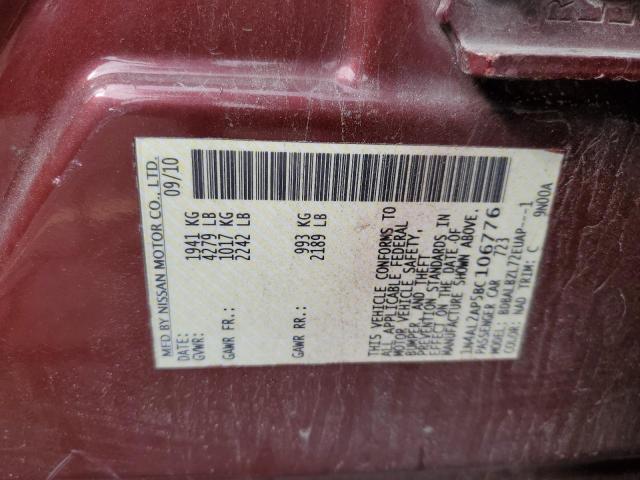 MFD BY NISSAN MOTOR CO., LTD.
DATE: 09/10
GVWR: 1941 KG
4279 LB
GAWR FR.: 1017 KG
2242 LB
GAWR RR.: 993 KG
2189 LB
THIS VEHICLE CONFORMS TO
ALL APPLICABLE FEDERAL
MOTOR VEHICLE SAFETY,
BUMPER, AND THEFT
PREVENTION STANDARDS IN
EFFECT ON THE DATE OF
MANUFACTURE SHOWN ABOVE.
1N4AL2AP5BC106776
PASSENGER CAR 723
MODEL: BDBALBZL72EUAP---1
COLOR: NAD TRIM: C 9N00A